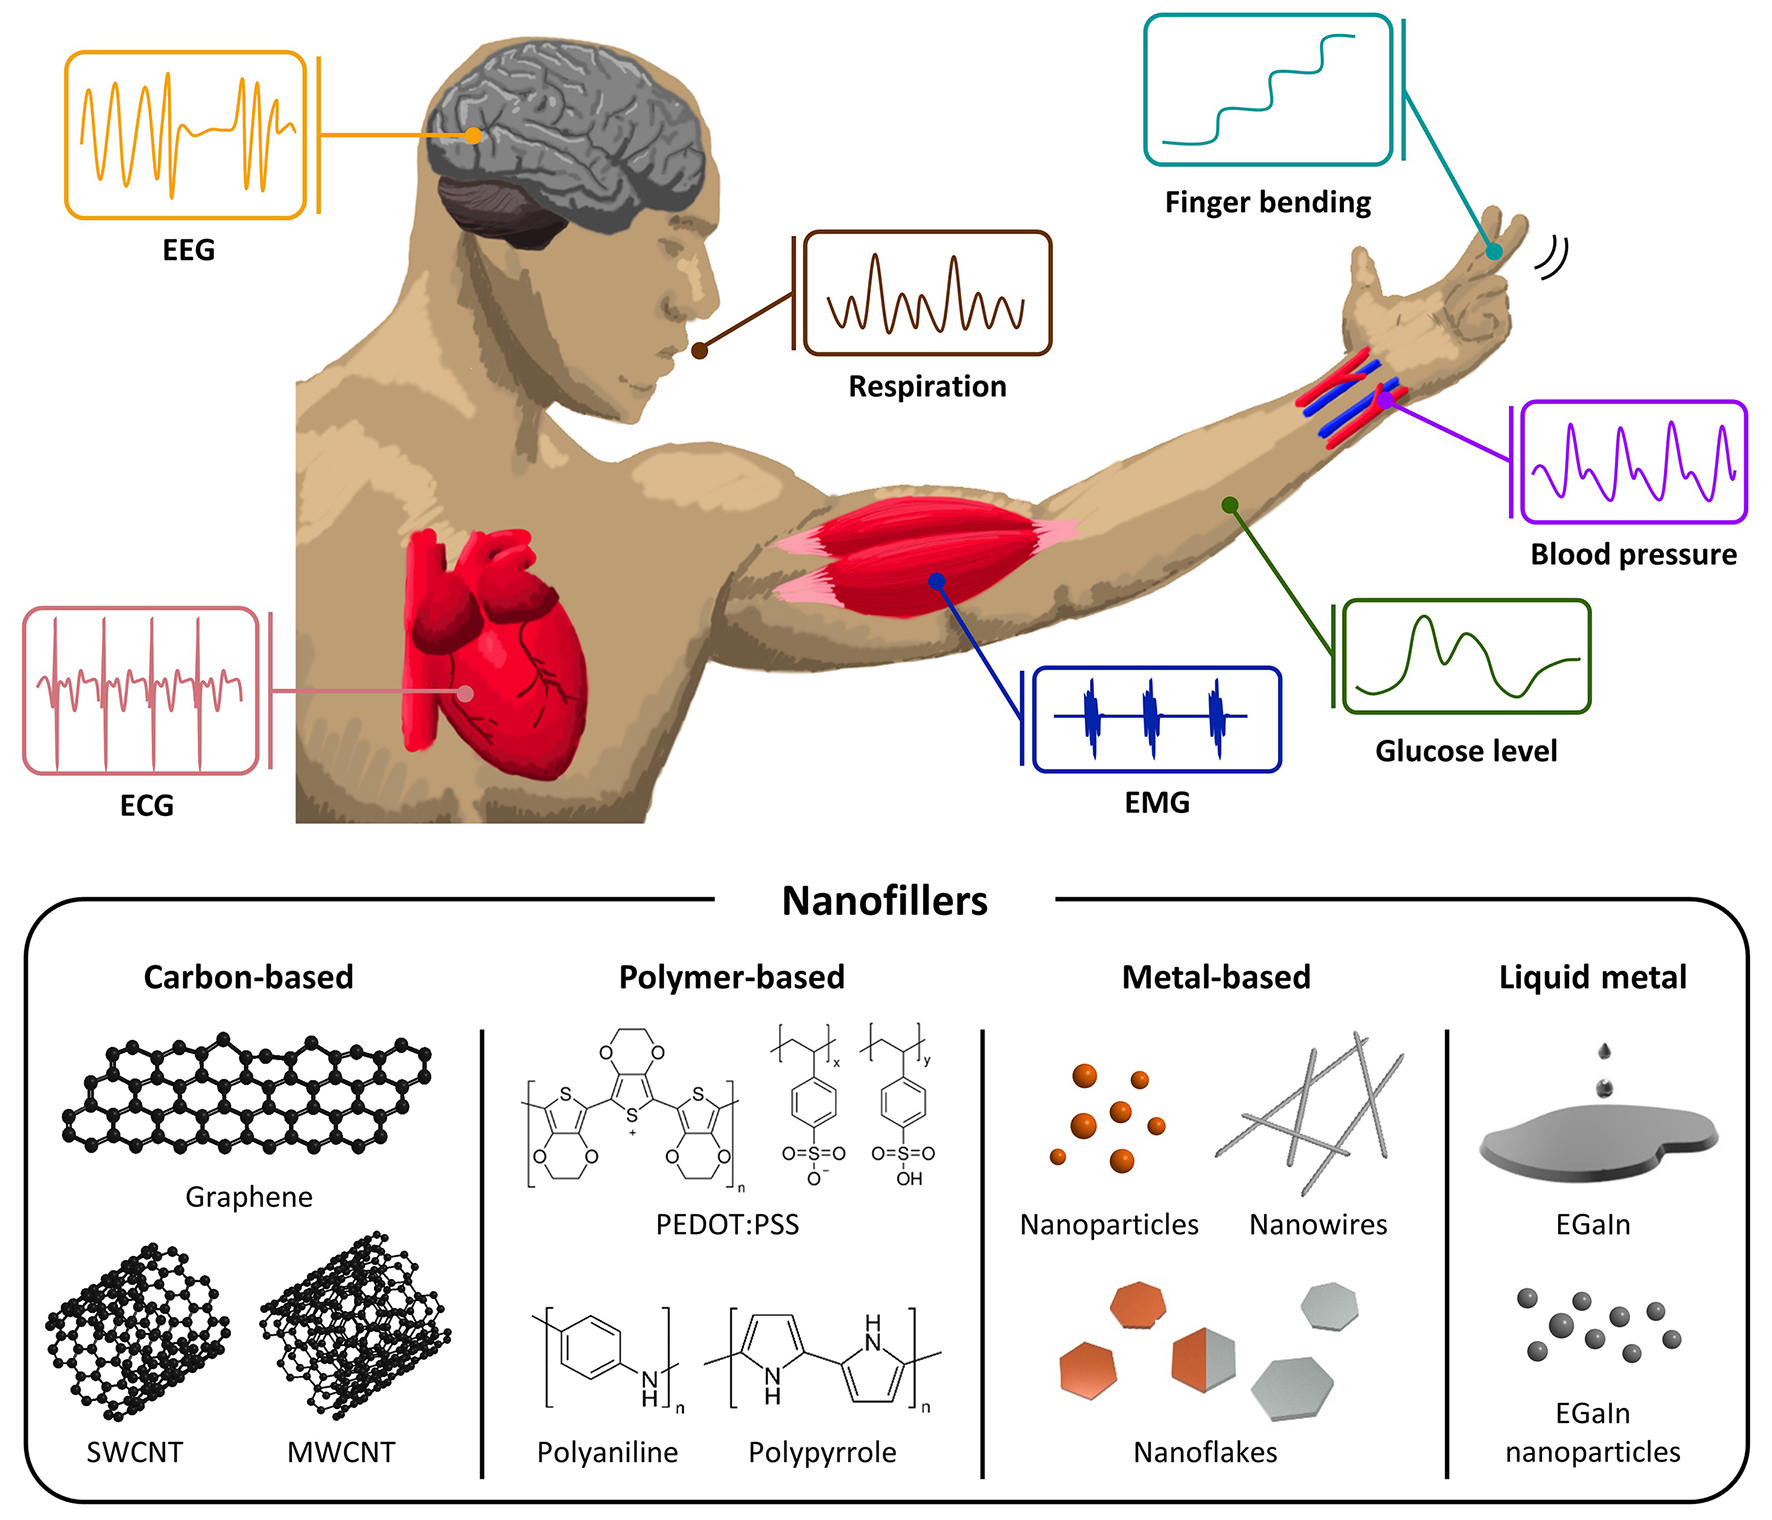 EEG
Finger bending
Respiration
Blood pressure
Glucose level
EMG
ECG
Nanofillers
Carbon-based
Polymer-based
Metal-based
Liquid metal
Graphene
SWCNT
MWCNT
O O
S S
S
+
O O O O
n
x y
O=S=O O=S=O
O⁻ OH
PEDOT:PSS
N
H
n
Polyaniline
H
N
N
H
n
Polypyrrole
Nanoparticles
Nanowires
Nanoflakes
EGaIn
EGaIn
nanoparticles